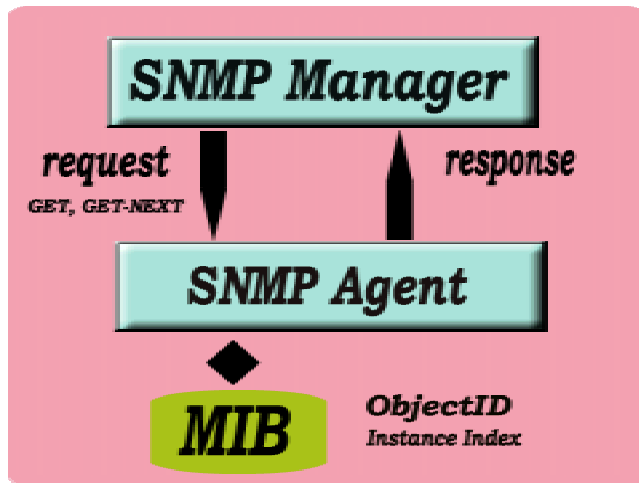 SNMP Manager
request
response
GET, GET-NEXT
SNMP Agent
MIB
ObjectID
Instance Index